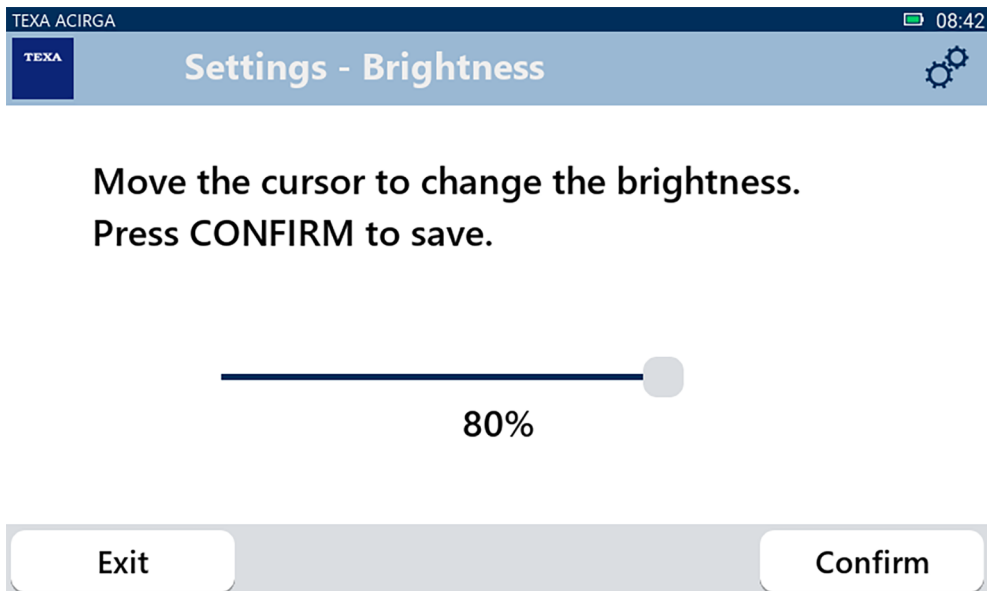 TEXA ACIRGA 08:42
TEXA Settings - Brightness
Move the cursor to change the brightness.
Press CONFIRM to save.
80%
Exit Confirm